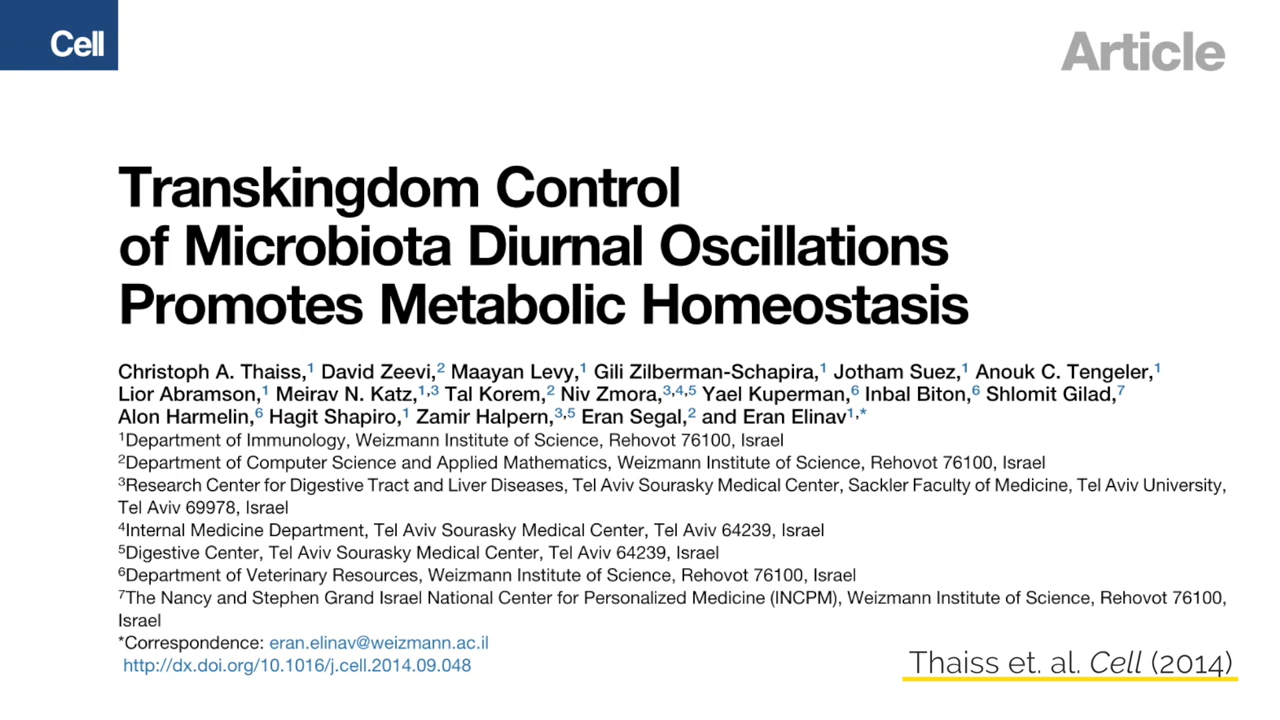 Cell
Article
Transkingdom Control
of Microbiota Diurnal Oscillations
Promotes Metabolic Homeostasis
Christoph A. Thaiss,1 David Zeevi,2 Maayan Levy,1 Gili Zilberman-Schapira,1 Jotham Suez,1 Anouk C. Tengeler,1
Lior Abramson,1 Meirav N. Katz,1,3 Tal Korem,2 Niv Zmora,3,4,5 Yael Kuperman,6 Inbal Biton,6 Shlomit Gilad,7
Alon Harmelin,6 Hagit Shapiro,1 Zamir Halpern,3,5 Eran Segal,2 and Eran Elinav1,*
1Department of Immunology, Weizmann Institute of Science, Rehovot 76100, Israel
2Department of Computer Science and Applied Mathematics, Weizmann Institute of Science, Rehovot 76100, Israel
3Research Center for Digestive Tract and Liver Diseases, Tel Aviv Sourasky Medical Center, Sackler Faculty of Medicine, Tel Aviv University,
Tel Aviv 69978, Israel
4Internal Medicine Department, Tel Aviv Sourasky Medical Center, Tel Aviv 64239, Israel
5Digestive Center, Tel Aviv Sourasky Medical Center, Tel Aviv 64239, Israel
6Department of Veterinary Resources, Weizmann Institute of Science, Rehovot 76100, Israel
7The Nancy and Stephen Grand Israel National Center for Personalized Medicine (INCPM), Weizmann Institute of Science, Rehovot 76100,
Israel
*Correspondence: eran.elinav@weizmann.ac.il
http://dx.doi.org/10.1016/j.cell.2014.09.048
Thaiss et. al. Cell (2014)